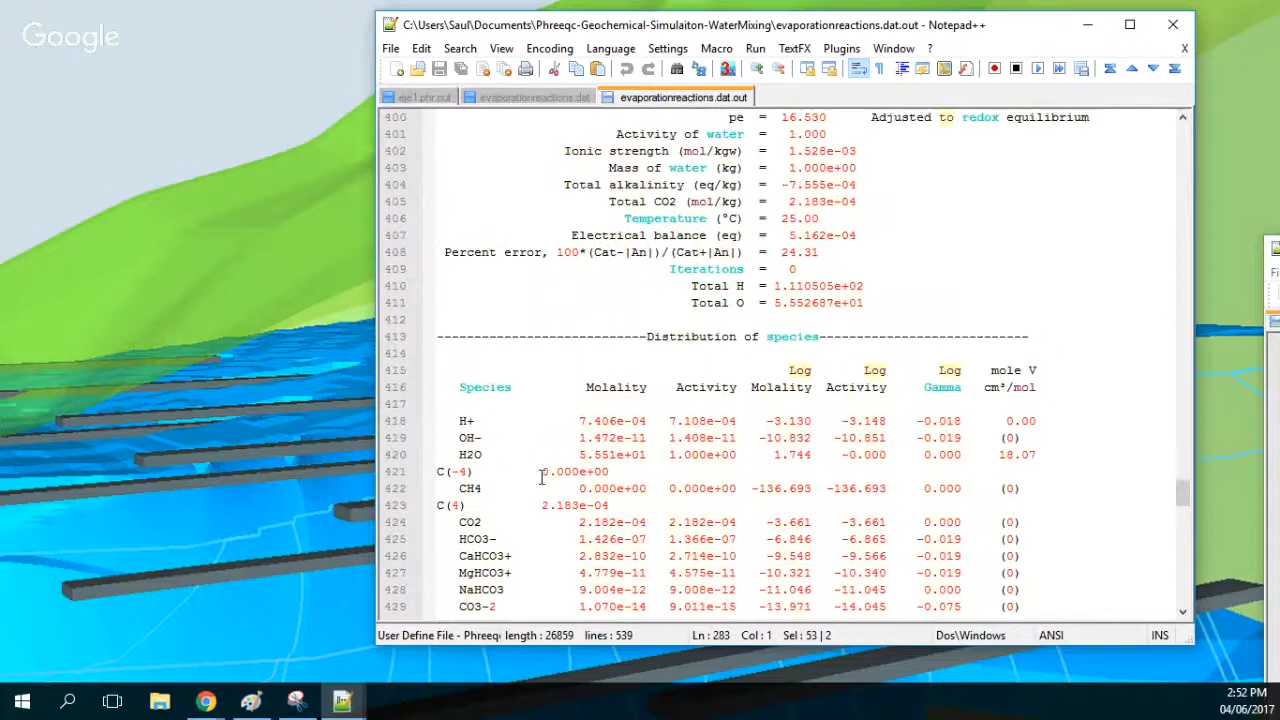 Google
C:\Users\Saul\Documents\Phreeqc-Geochemical-Simulaiton-WaterMixing\evaporationreactions.dat.out - Notepad++
File Edit Search View Encoding Language Settings Macro Run TextFX Plugins Window ? X
eje1.phr.out evaporationreactions.dat evaporationreactions.dat.out
400 pe = 16.530 Adjusted to redox equilibrium
401 Activity of water = 1.000
402 Ionic strength (mol/kgw) = 1.528e-03
403 Mass of water (kg) = 1.000e+00
404 Total alkalinity (eq/kg) = -7.555e-04
405 Total CO2 (mol/kg) = 2.183e-04
406 Temperature (°C) = 25.00
407 Electrical balance (eq) = 5.162e-04
408 Percent error, 100*(Cat-|An|)/(Cat+|An|) = 24.31
409 Iterations = 0
410 Total H = 1.110505e+02
411 Total O = 5.552687e+01
412
413 ----------------------------Distribution of species----------------------------
414
415 Log Log Log mole V
416 Species Molality Activity Molality Activity Gamma cm³/mol
417
418 H+ 7.406e-04 7.108e-04 -3.130 -3.148 -0.018 0.00
419 OH- 1.472e-11 1.408e-11 -10.832 -10.851 -0.019 (0)
420 H2O 5.551e+01 1.000e+00 1.744 -0.000 0.000 18.07
421 C(-4) 0.000e+00
422 CH4 0.000e+00 0.000e+00 -136.693 -136.693 0.000 (0)
423 C(4) 2.183e-04
424 CO2 2.182e-04 2.182e-04 -3.661 -3.661 0.000 (0)
425 HCO3- 1.426e-07 1.366e-07 -6.846 -6.865 -0.019 (0)
426 CaHCO3+ 2.832e-10 2.714e-10 -9.548 -9.566 -0.019 (0)
427 MgHCO3+ 4.779e-11 4.575e-11 -10.321 -10.340 -0.019 (0)
428 NaHCO3 9.004e-12 9.008e-12 -11.046 -11.045 0.000 (0)
429 CO3-2 1.070e-14 9.011e-15 -13.971 -14.045 -0.075 (0)
User Define File - Phreeqc length : 26859 lines : 539 Ln : 283 Col : 1 Sel : 53 | 2 Dos\Windows ANSI INS
2:52 PM
04/06/2017